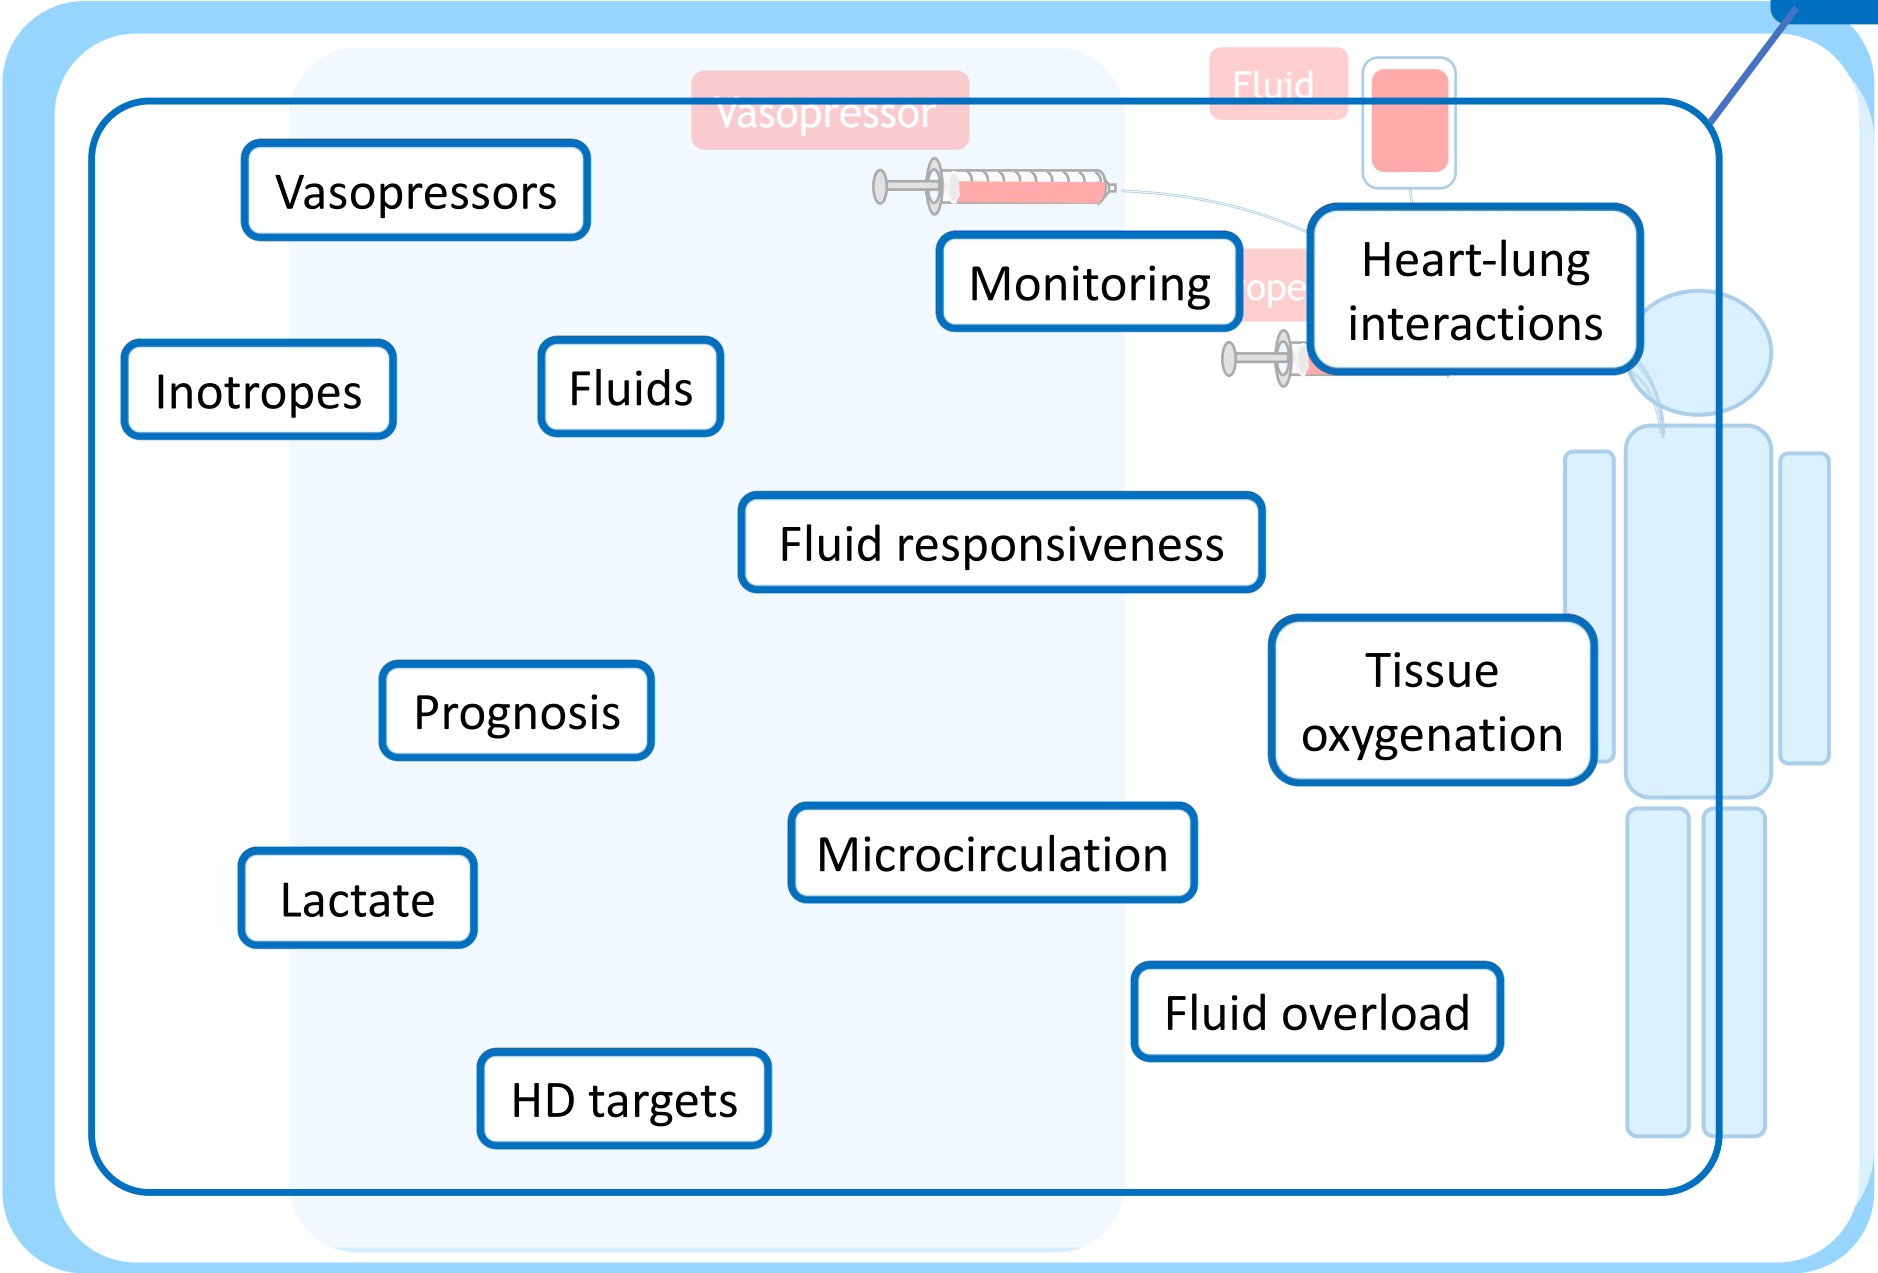 Vasopressor
Fluid
Vasopressors
Monitoring
ope
Heart-lung
interactions
Inotropes
Fluids
Fluid responsiveness
Tissue
oxygenation
Prognosis
Microcirculation
Lactate
Fluid overload
HD targets